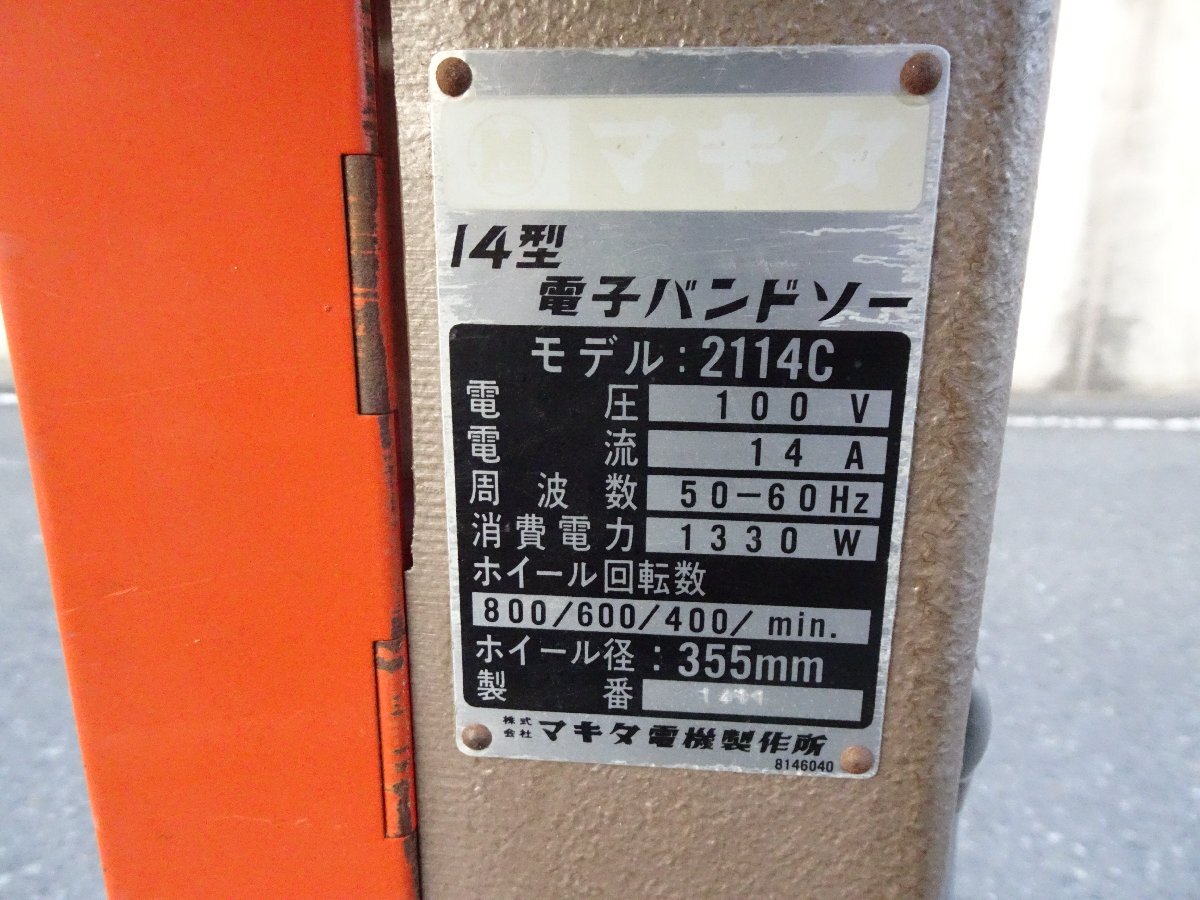 マキタ
14型
電子バンドソー
モデル:2114C
電圧 100 V
電流 14 A
周波数 50-60Hz
消費電力 1330 W
ホイール回転数
800/600/400/ min.
ホイール径:355mm
製番 1411
株式会社 マキタ電機製作所
8146040